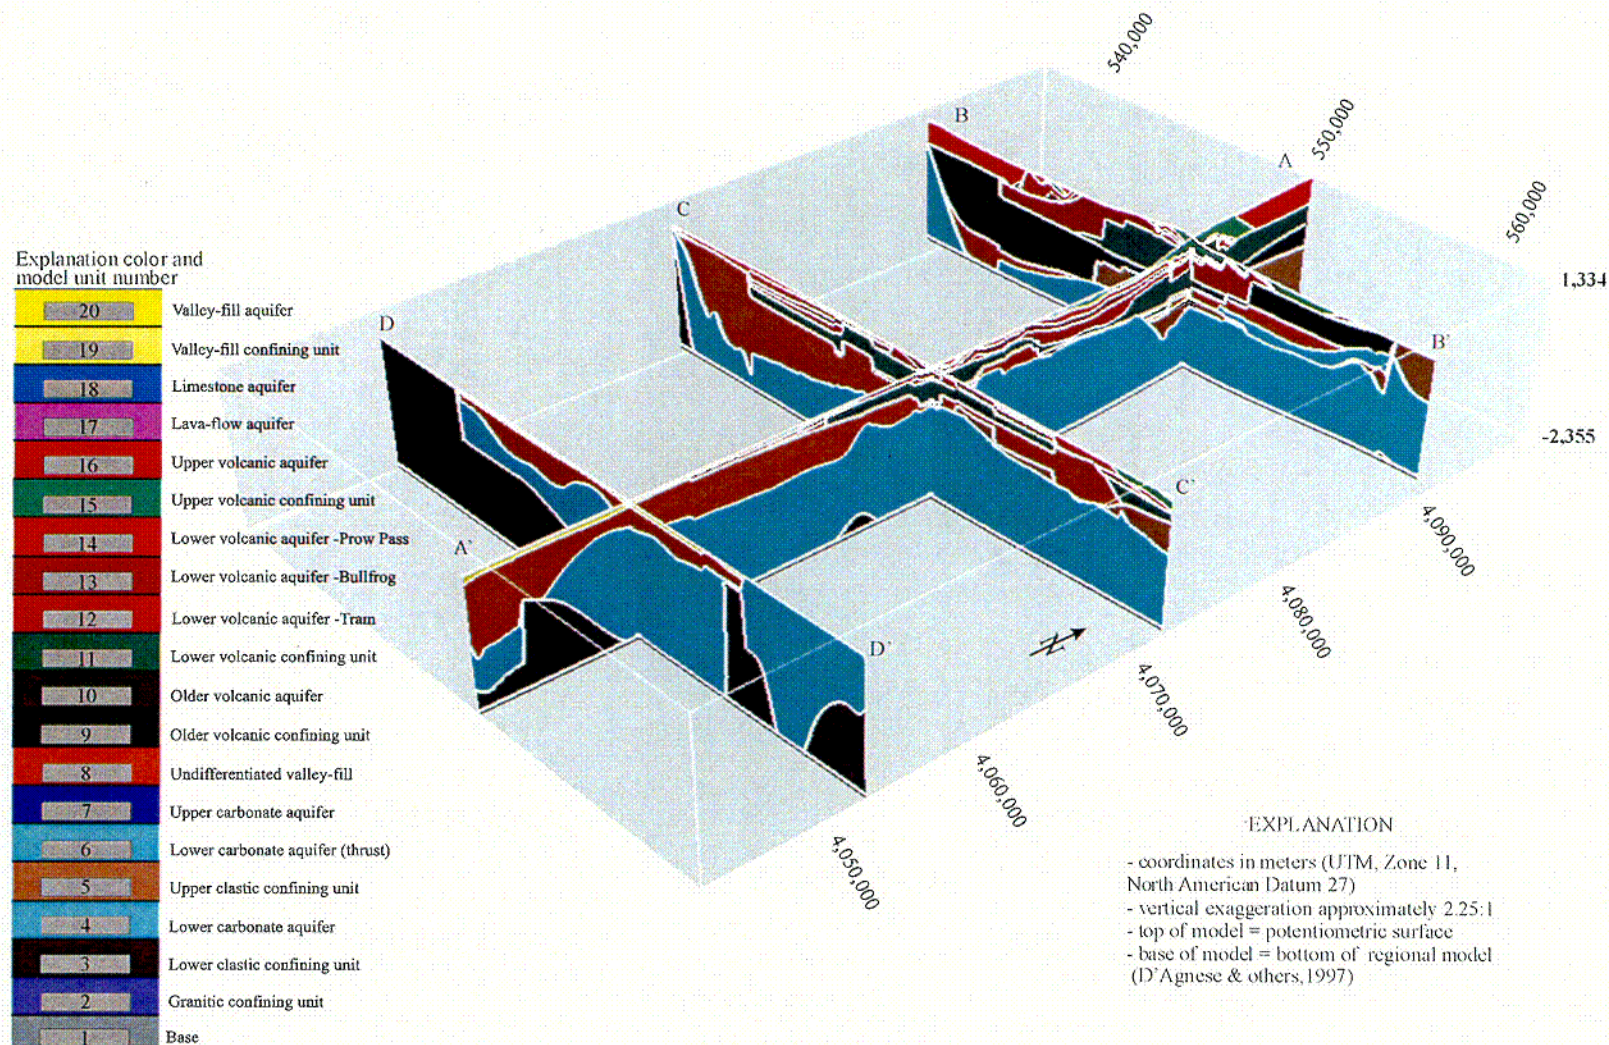 540,000
550,000
560,000
B
A
C
1,334
D
B'
-2,355
C'
4,090,000
A'
4,080,000
N
D'
4,070,000
4,060,000
4,050,000
Explanation color and
model unit number
20 Valley-fill aquifer
19 Valley-fill confining unit
18 Limestone aquifer
17 Lava-flow aquifer
16 Upper volcanic aquifer
15 Upper volcanic confining unit
14 Lower volcanic aquifer -Prow Pass
13 Lower volcanic aquifer -Bullfrog
12 Lower volcanic aquifer -Tram
11 Lower volcanic confining unit
10 Older volcanic aquifer
9 Older volcanic confining unit
8 Undifferentiated valley-fill
7 Upper carbonate aquifer
6 Lower carbonate aquifer (thrust)
5 Upper clastic confining unit
4 Lower carbonate aquifer
3 Lower clastic confining unit
2 Granitic confining unit
1 Base
EXPLANATION
- coordinates in meters (UTM, Zone 11,
North American Datum 27)
- vertical exaggeration approximately 2.25:1
- top of model = potentiometric surface
- base of model = bottom of regional model
(D'Agnese & others,1997)